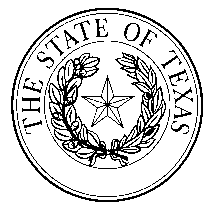 THE STATE OF TEXAS